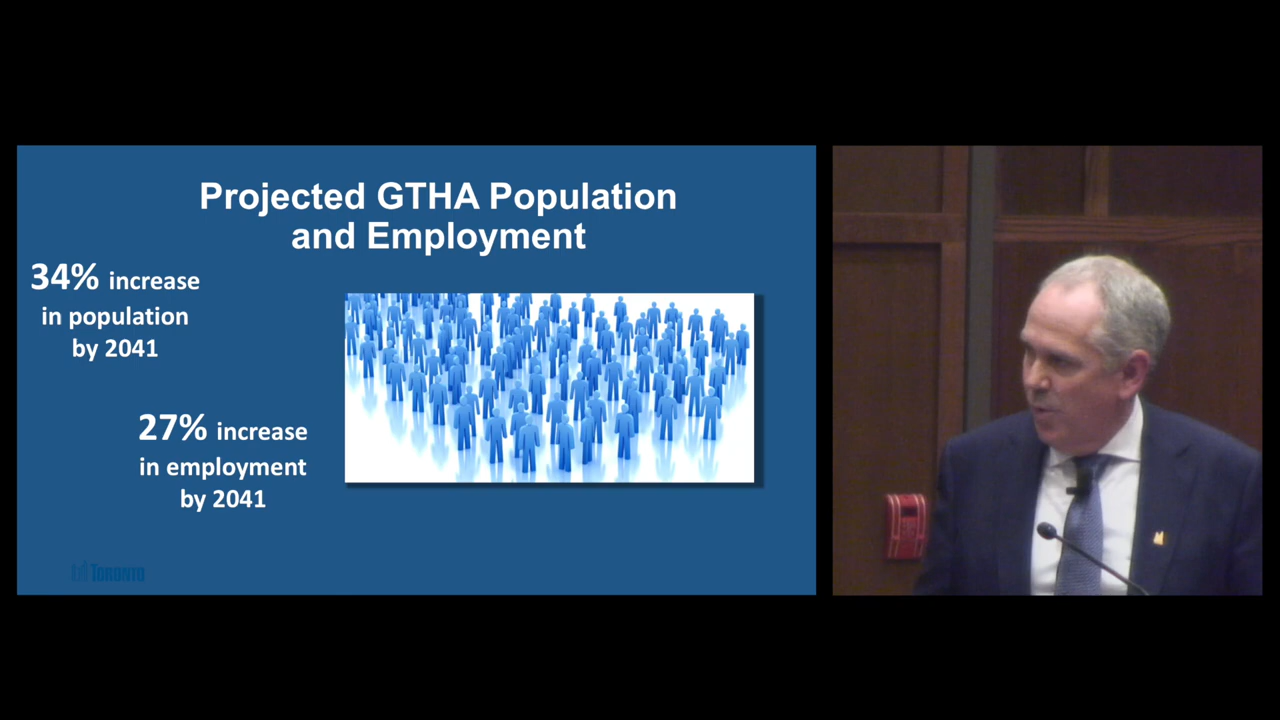 Projected GTHA Population
and Employment
34% increase
in population
by 2041
27% increase
in employment
by 2041
TORONTO